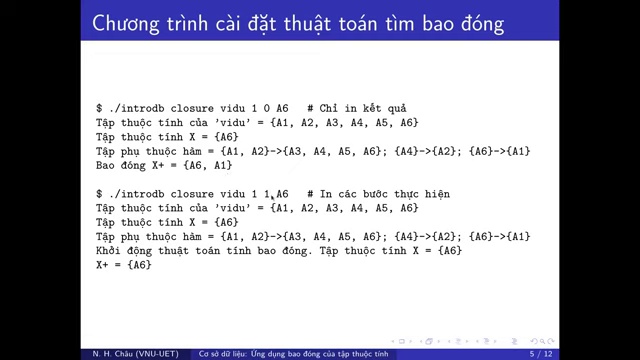 Chương trình cài đặt thuật toán tìm bao đóng
$ ./introdb closure vidu 1 0 A6 # Chỉ in kết quả
Tập thuộc tính của 'vidu' = {A1, A2, A3, A4, A5, A6}
Tập thuộc tính X = {A6}
Tập phụ thuộc hàm = {A1, A2}->{A3, A4, A5, A6}; {A4}->{A2}; {A6}->{A1}
Bao đóng X+ = {A6, A1}
$ ./introdb closure vidu 1 1 A6 # In các bước thực hiện
Tập thuộc tính của 'vidu' = {A1, A2, A3, A4, A5, A6}
Tập thuộc tính X = {A6}
Tập phụ thuộc hàm = {A1, A2}->{A3, A4, A5, A6}; {A4}->{A2}; {A6}->{A1}
Khởi động thuật toán tính bao đóng. Tập thuộc tính X = {A6}
X+ = {A6}
N. H. Châu (VNU-UET) Cơ sở dữ liệu: Ứng dụng bao đóng của tập thuộc tính 5 / 12